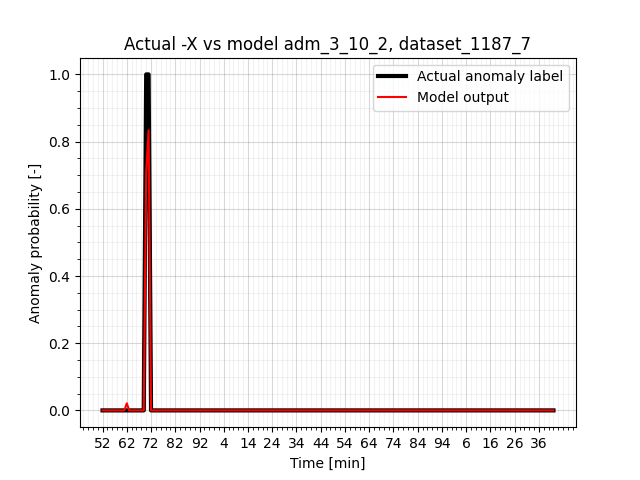 Actual -X vs model adm_3_10_2, dataset_1187_7
Actual anomaly label
Model output
Anomaly probability [-]
1.0
0.8
0.6
0.4
0.2
0.0
52 62 72 82 92 4 14 24 34 44 54 64 74 84 94 6 16 26 36
Time [min]